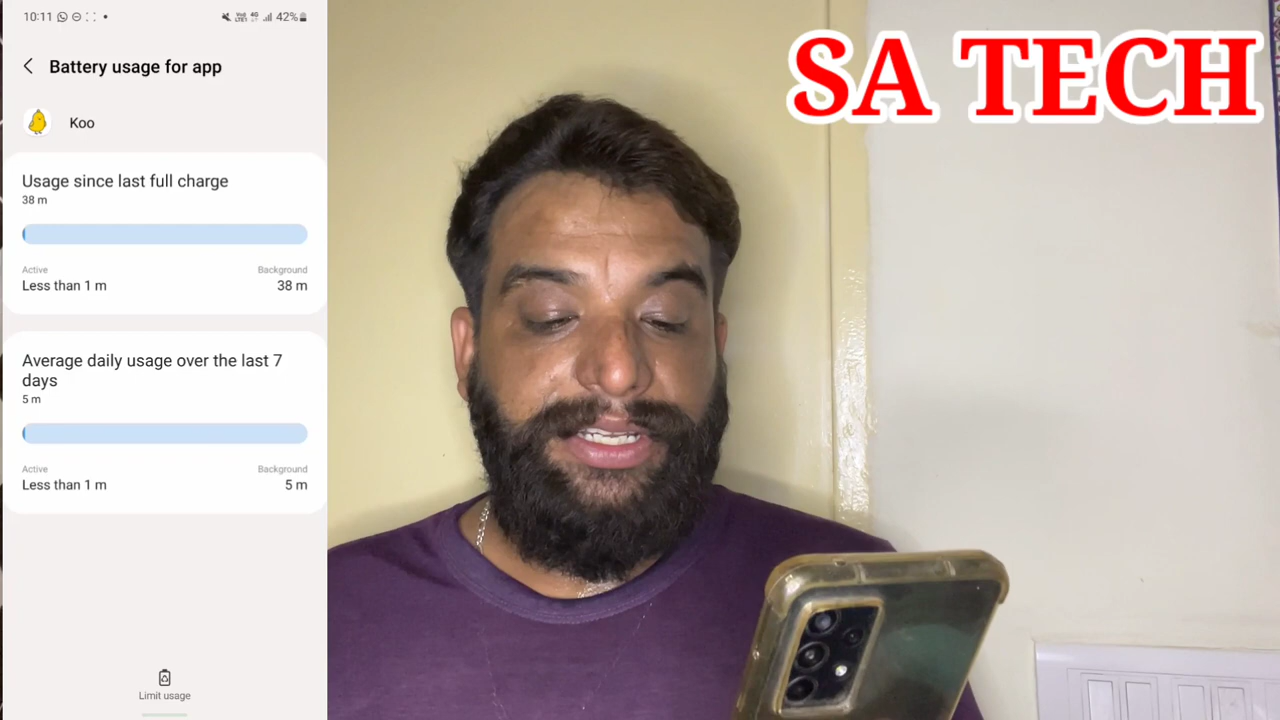 10:11
42%
Battery usage for app
Koo
Usage since last full charge
38 m
Active
Background
Less than 1 m
38 m
Average daily usage over the last 7
days
5 m
Active
Background
Less than 1 m
5 m
Limit usage
SA TECH